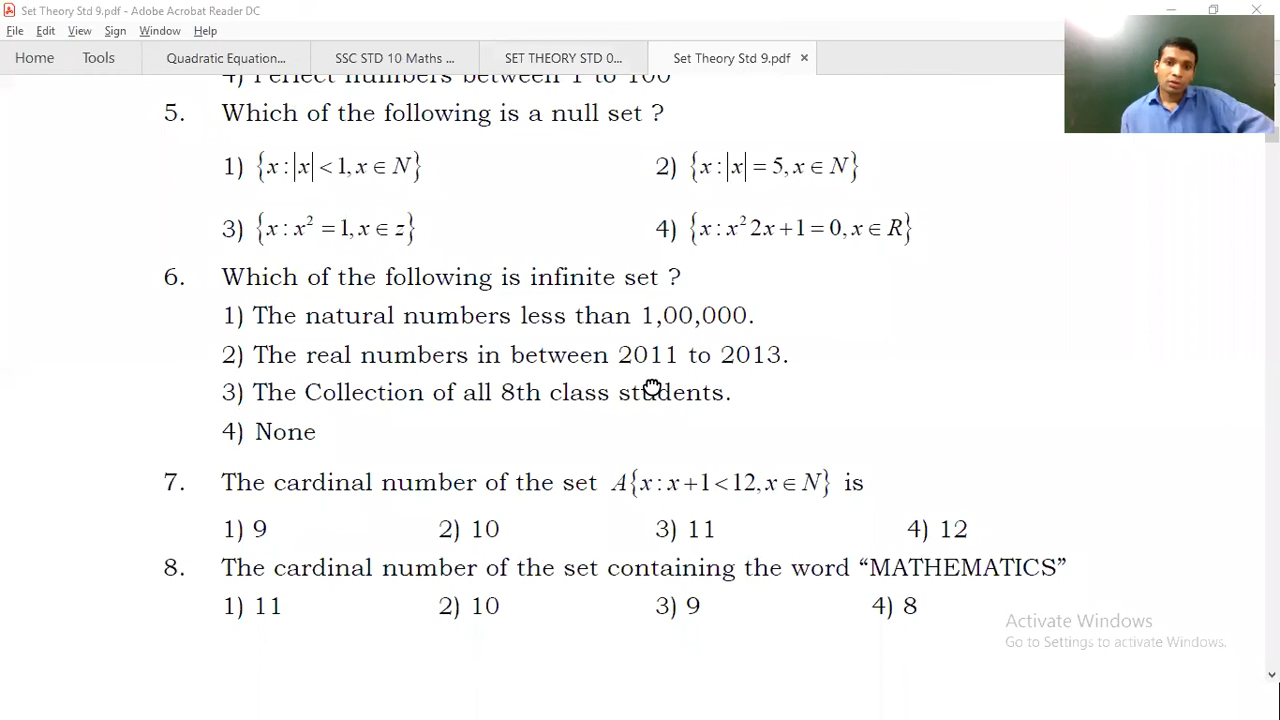 Set Theory Std 9.pdf - Adobe Acrobat Reader DC
File Edit View Sign Window Help
Home Tools Quadratic Equation... SSC STD 10 Maths ... SET THEORY STD 0... Set Theory Std 9.pdf ×
4) Perfect numbers between 1 to 100
5. Which of the following is a null set ?
1) {x : |x| < 1, x ∈ N} 2) {x : |x| = 5, x ∈ N}
3) {x : x² = 1, x ∈ z} 4) {x : x² 2x + 1 = 0, x ∈ R}
6. Which of the following is infinite set ?
1) The natural numbers less than 1,00,000.
2) The real numbers in between 2011 to 2013.
3) The Collection of all 8th class students.
4) None
7. The cardinal number of the set A{x : x + 1 < 12, x ∈ N} is
1) 9 2) 10 3) 11 4) 12
8. The cardinal number of the set containing the word “MATHEMATICS”
1) 11 2) 10 3) 9 4) 8
Activate Windows
Go to Settings to activate Windows.